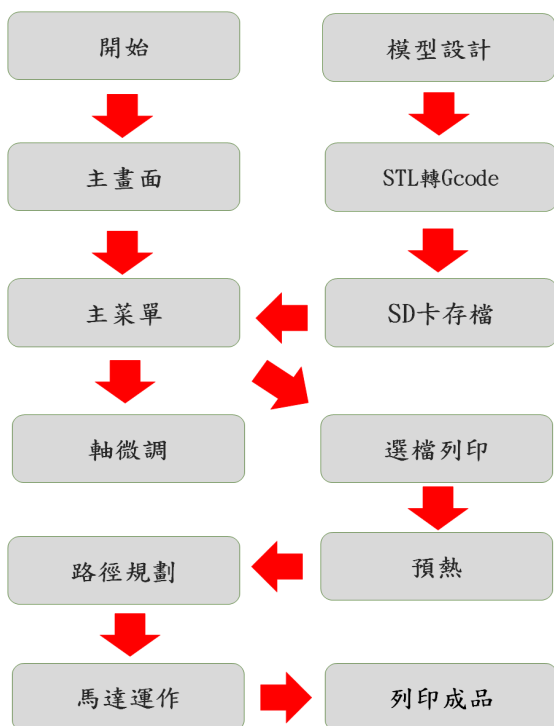 開始
模型設計
主畫面
STL轉Gcode
主菜單
SD卡存檔
軸微調
選檔列印
路徑規劃
預熱
馬達運作
列印成品